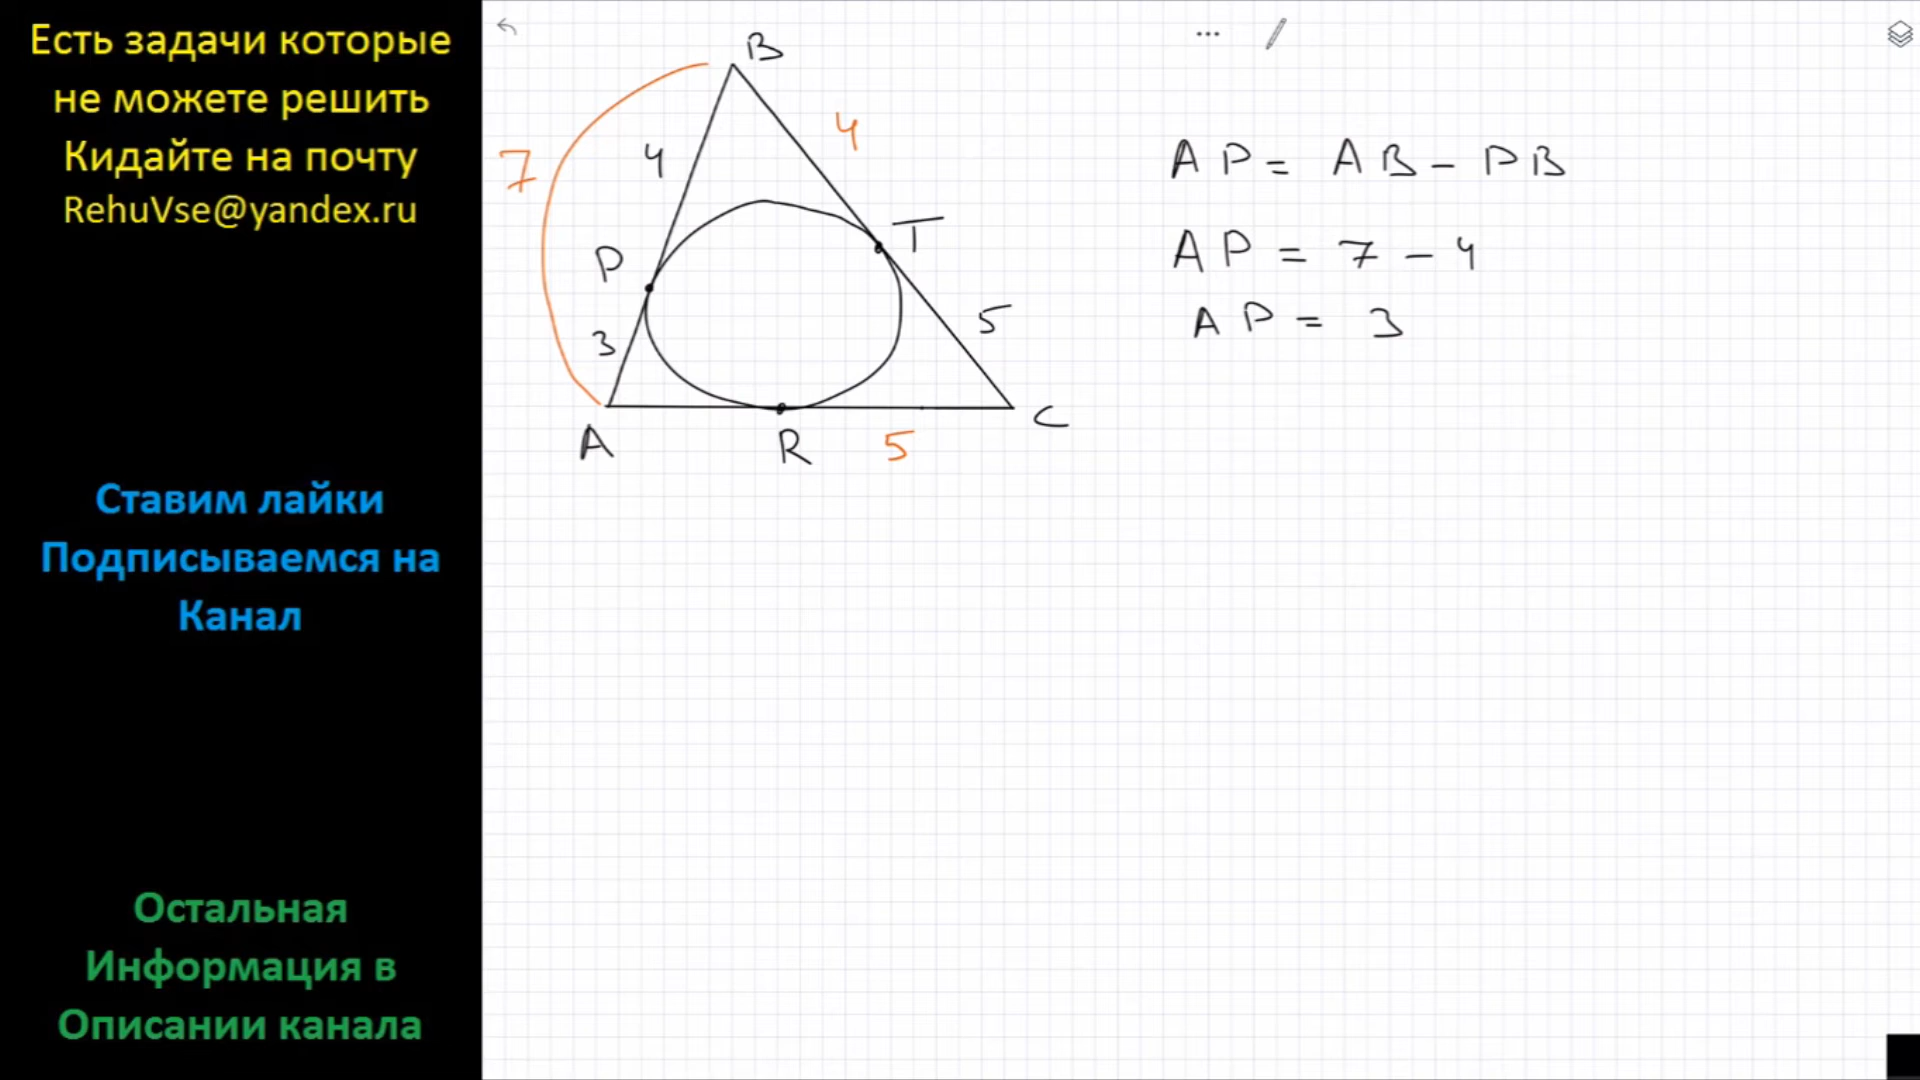 Есть задачи которые
не можете решить
Кидайте на почту
RehuVse@yandex.ru
Ставим лайки
Подписываемся на
Канал
Остальная
Информация в
Описании канала
B
7
4
4
P
T
3
5
A
R
5
C
AP = AB - PB
AP = 7 - 4
AP = 3